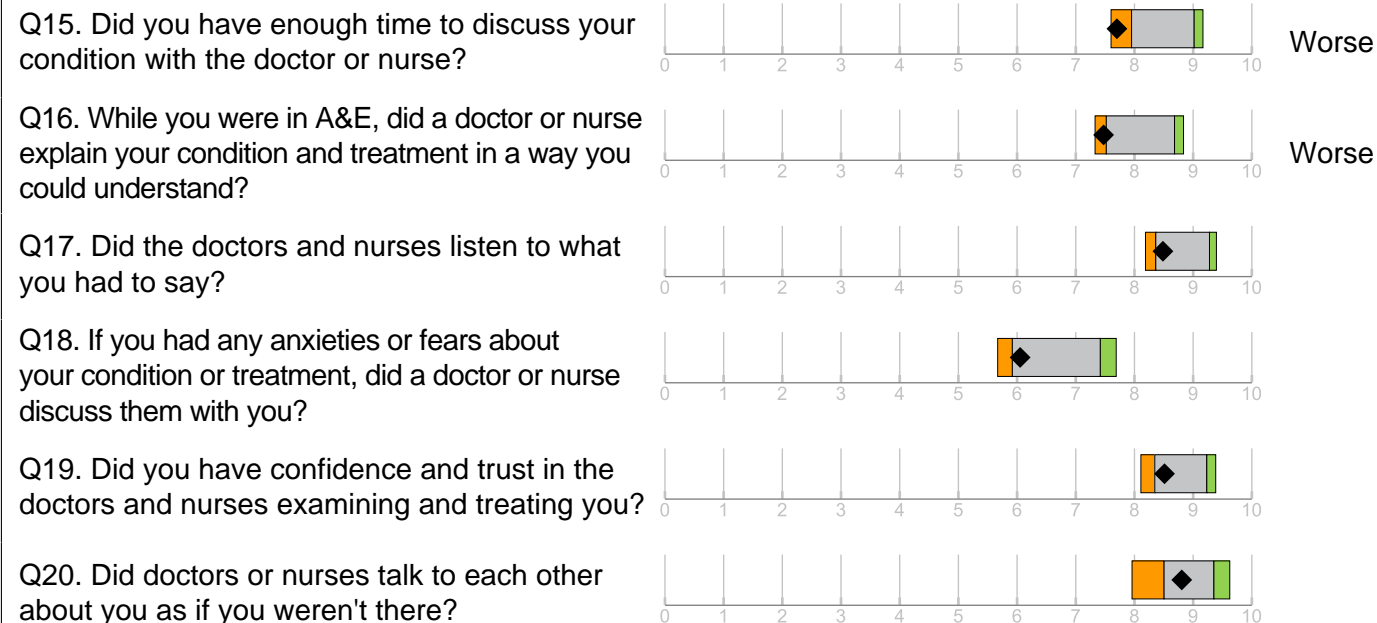 Q15. Did you have enough time to discuss your
condition with the doctor or nurse?
0 1 2 3 4 5 6 7 8 9 10
Worse
Q16. While you were in A&E, did a doctor or nurse
explain your condition and treatment in a way you
could understand?
0 1 2 3 4 5 6 7 8 9 10
Worse
Q17. Did the doctors and nurses listen to what
you had to say?
0 1 2 3 4 5 6 7 8 9 10
Q18. If you had any anxieties or fears about
your condition or treatment, did a doctor or nurse
discuss them with you?
0 1 2 3 4 5 6 7 8 9 10
Q19. Did you have confidence and trust in the
doctors and nurses examining and treating you?
0 1 2 3 4 5 6 7 8 9 10
Q20. Did doctors or nurses talk to each other
about you as if you weren't there?
0 1 2 3 4 5 6 7 8 9 10